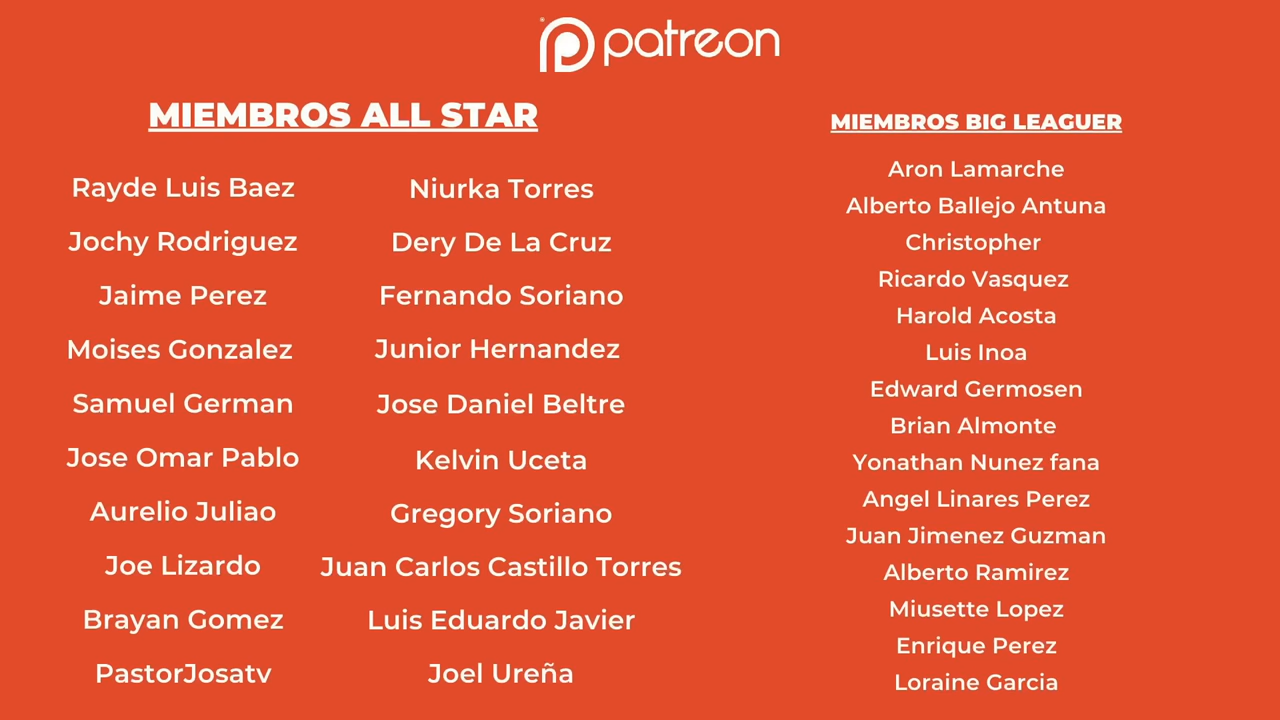 patreon
MIEMBROS ALL STAR
Rayde Luis Baez
Jochy Rodriguez
Jaime Perez
Moises Gonzalez
Samuel German
Jose Omar Pablo
Aurelio Juliao
Joe Lizardo
Brayan Gomez
PastorJosatv
Niurka Torres
Dery De La Cruz
Fernando Soriano
Junior Hernandez
Jose Daniel Beltre
Kelvin Uceta
Gregory Soriano
Juan Carlos Castillo Torres
Luis Eduardo Javier
Joel Ureña
MIEMBROS BIG LEAGUER
Aron Lamarche
Alberto Ballejo Antuna
Christopher
Ricardo Vasquez
Harold Acosta
Luis Inoa
Edward Germosen
Brian Almonte
Yonathan Nunez fana
Angel Linares Perez
Juan Jimenez Guzman
Alberto Ramirez
Miusette Lopez
Enrique Perez
Loraine Garcia